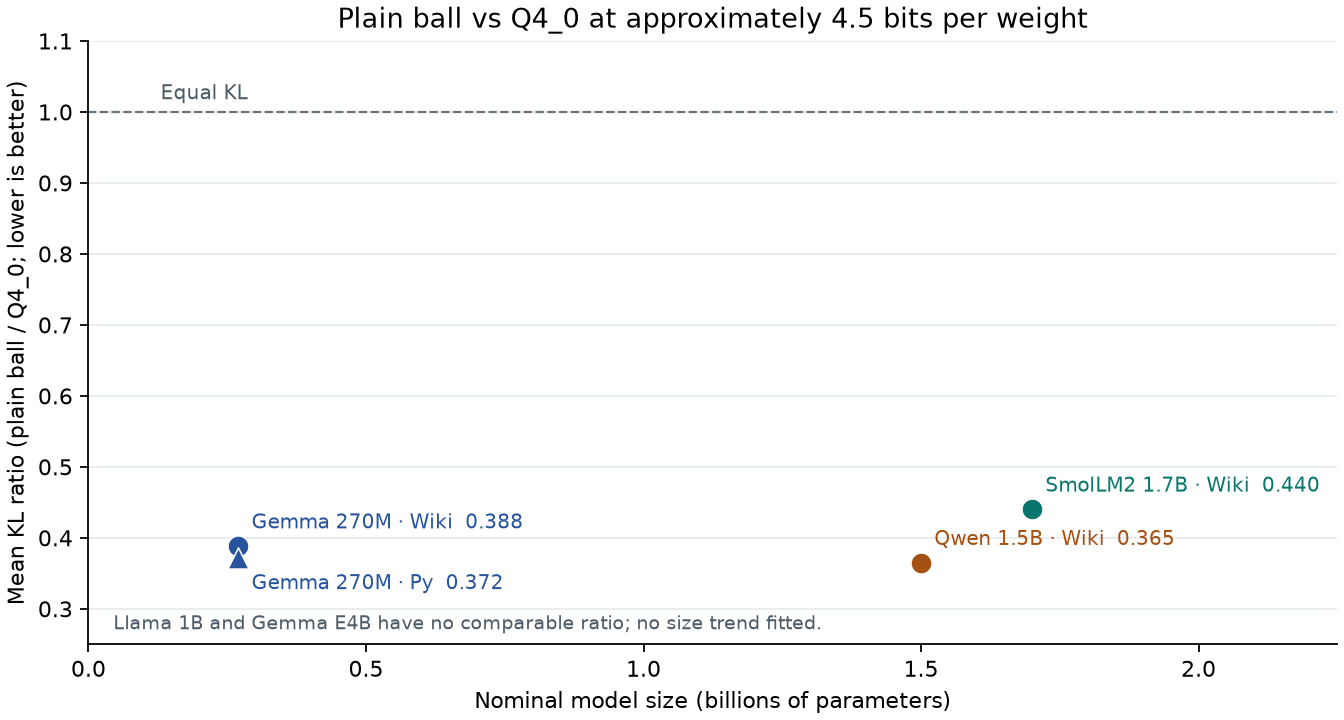 Plain ball vs Q4_0 at approximately 4.5 bits per weight
Mean KL ratio (plain ball / Q4_0; lower is better)
1.1
Equal KL
1.0
0.9
0.8
0.7
0.6
0.5
SmolLM2 1.7B · Wiki 0.440
Gemma 270M · Wiki 0.388
0.4
Qwen 1.5B · Wiki 0.365
Gemma 270M · Py 0.372
0.3
Llama 1B and Gemma E4B have no comparable ratio; no size trend fitted.
0.0
0.5
1.0
1.5
2.0
Nominal model size (billions of parameters)